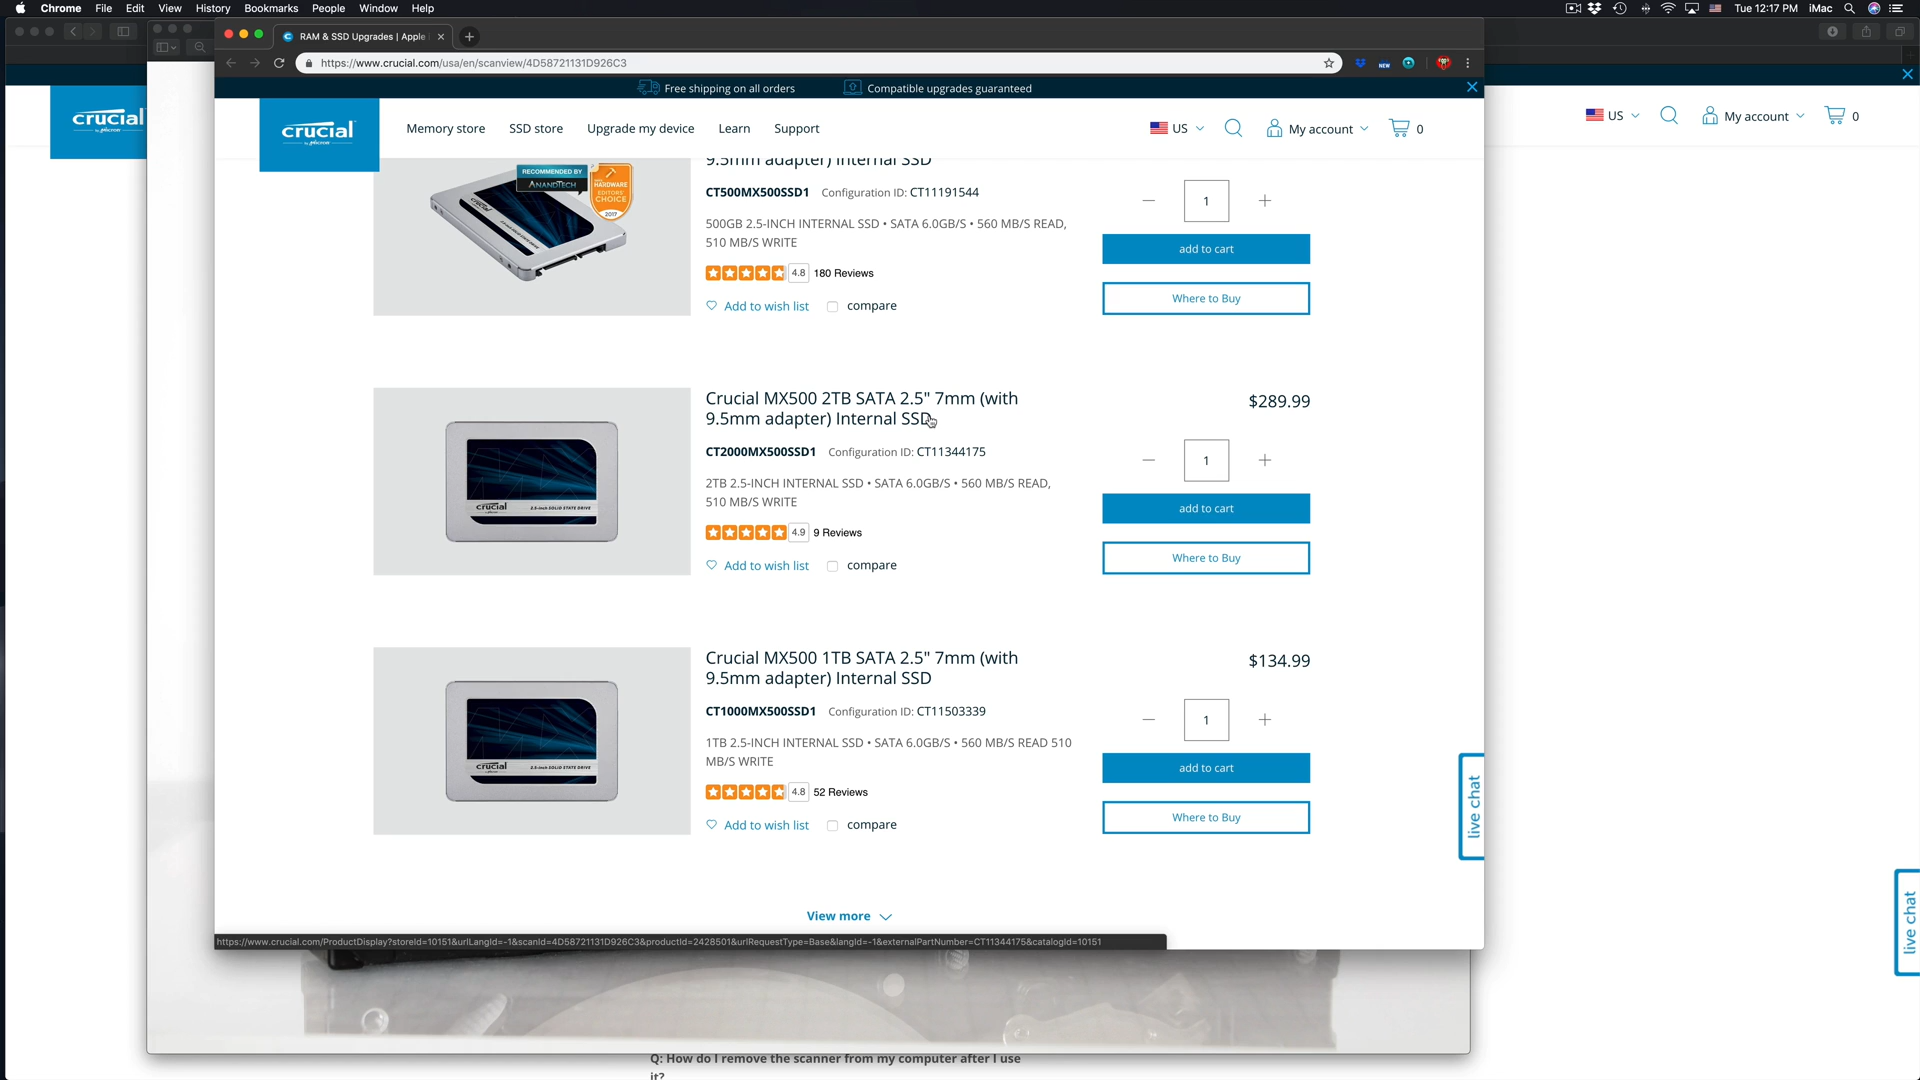 Chrome File Edit View History Bookmarks People Window Help
Tue 12:17 PM iMac
RAM & SSD Upgrades | Apple
https://www.crucial.com/usa/en/scanview/4D58721131D926C3
NEW
Free shipping on all orders Compatible upgrades guaranteed
crucial
by Micron
Memory store SSD store Upgrade my device Learn Support
US My account 0
crucial
by Micron
US My account 0
9.5mm adapter) Internal SSD
RECOMMENDED BY
ANANDTECH
HARDWARE
EDITORS'
CHOICE
2017
CT500MX500SSD1 Configuration ID: CT11191544
500GB 2.5-INCH INTERNAL SSD • SATA 6.0GB/S • 560 MB/S READ,
510 MB/S WRITE
4.8 180 Reviews
Add to wish list compare
1
add to cart
Where to Buy
Crucial MX500 2TB SATA 2.5" 7mm (with
9.5mm adapter) Internal SSD
$289.99
CT2000MX500SSD1 Configuration ID: CT11344175
2TB 2.5-INCH INTERNAL SSD • SATA 6.0GB/S • 560 MB/S READ,
510 MB/S WRITE
4.9 9 Reviews
Add to wish list compare
1
add to cart
Where to Buy
crucial 2.5-inch SOLID STATE DRIVE
Crucial MX500 1TB SATA 2.5" 7mm (with
9.5mm adapter) Internal SSD
$134.99
CT1000MX500SSD1 Configuration ID: CT11503339
1TB 2.5-INCH INTERNAL SSD • SATA 6.0GB/S • 560 MB/S READ 510
MB/S WRITE
4.8 52 Reviews
Add to wish list compare
1
add to cart
Where to Buy
crucial 2.5-inch SOLID STATE DRIVE
live chat
live chat
View more
https://www.crucial.com/ProductDisplay?storeId=10151&urlLangId=-1&scanId=4D58721131D926C3&productId=2428501&urlRequestType=Base&langId=-1&externalPartNumber=CT11344175&catalogId=10151
Q: How do I remove the scanner from my computer after I use
it?